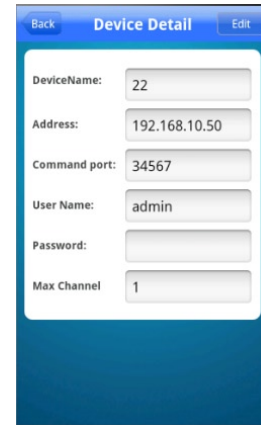 Back Device Detail Edit
DeviceName: 22
Address: 192.168.10.50
Command port: 34567
User Name: admin
Password:
Max Channel 1